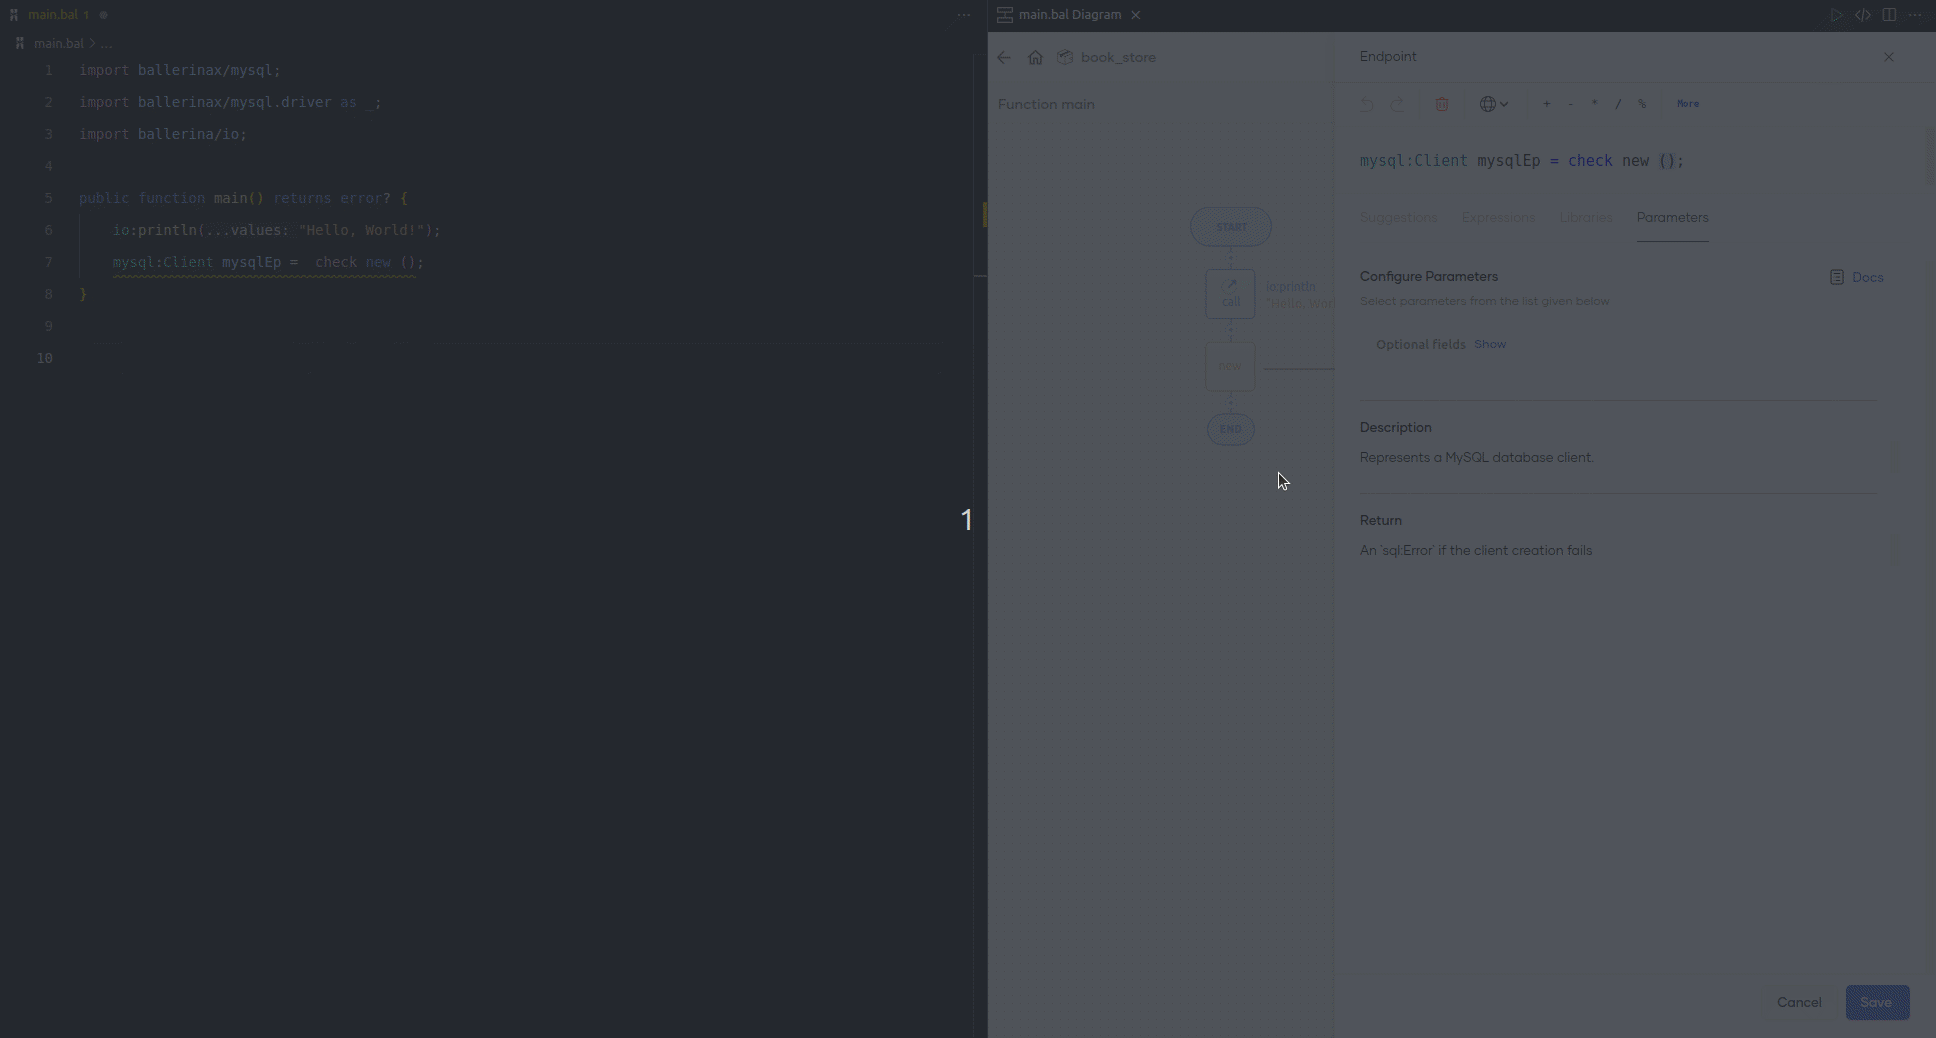 main.bal 1
main.bal > ...
1 import ballerinax/mysql;
2 import ballerinax/mysql.driver as _;
3 import ballerina/io;
4
5 public function main() returns error? {
6 io:println(...values: "Hello, World!");
7 mysql:Client mysqlEp =  check new ();
8 }
9
10
1
main.bal Diagram
book_store
Function main
START
call
io:println
"Hello, Wor
new
END
Endpoint
+ - * / % More
mysql:Client mysqlEp = check new ();
Suggestions Expressions Libraries Parameters
Configure Parameters
Docs
Select parameters from the list given below
Optional fields Show
Description
Represents a MySQL database client.
Return
An `sql:Error` if the client creation fails
Cancel Save